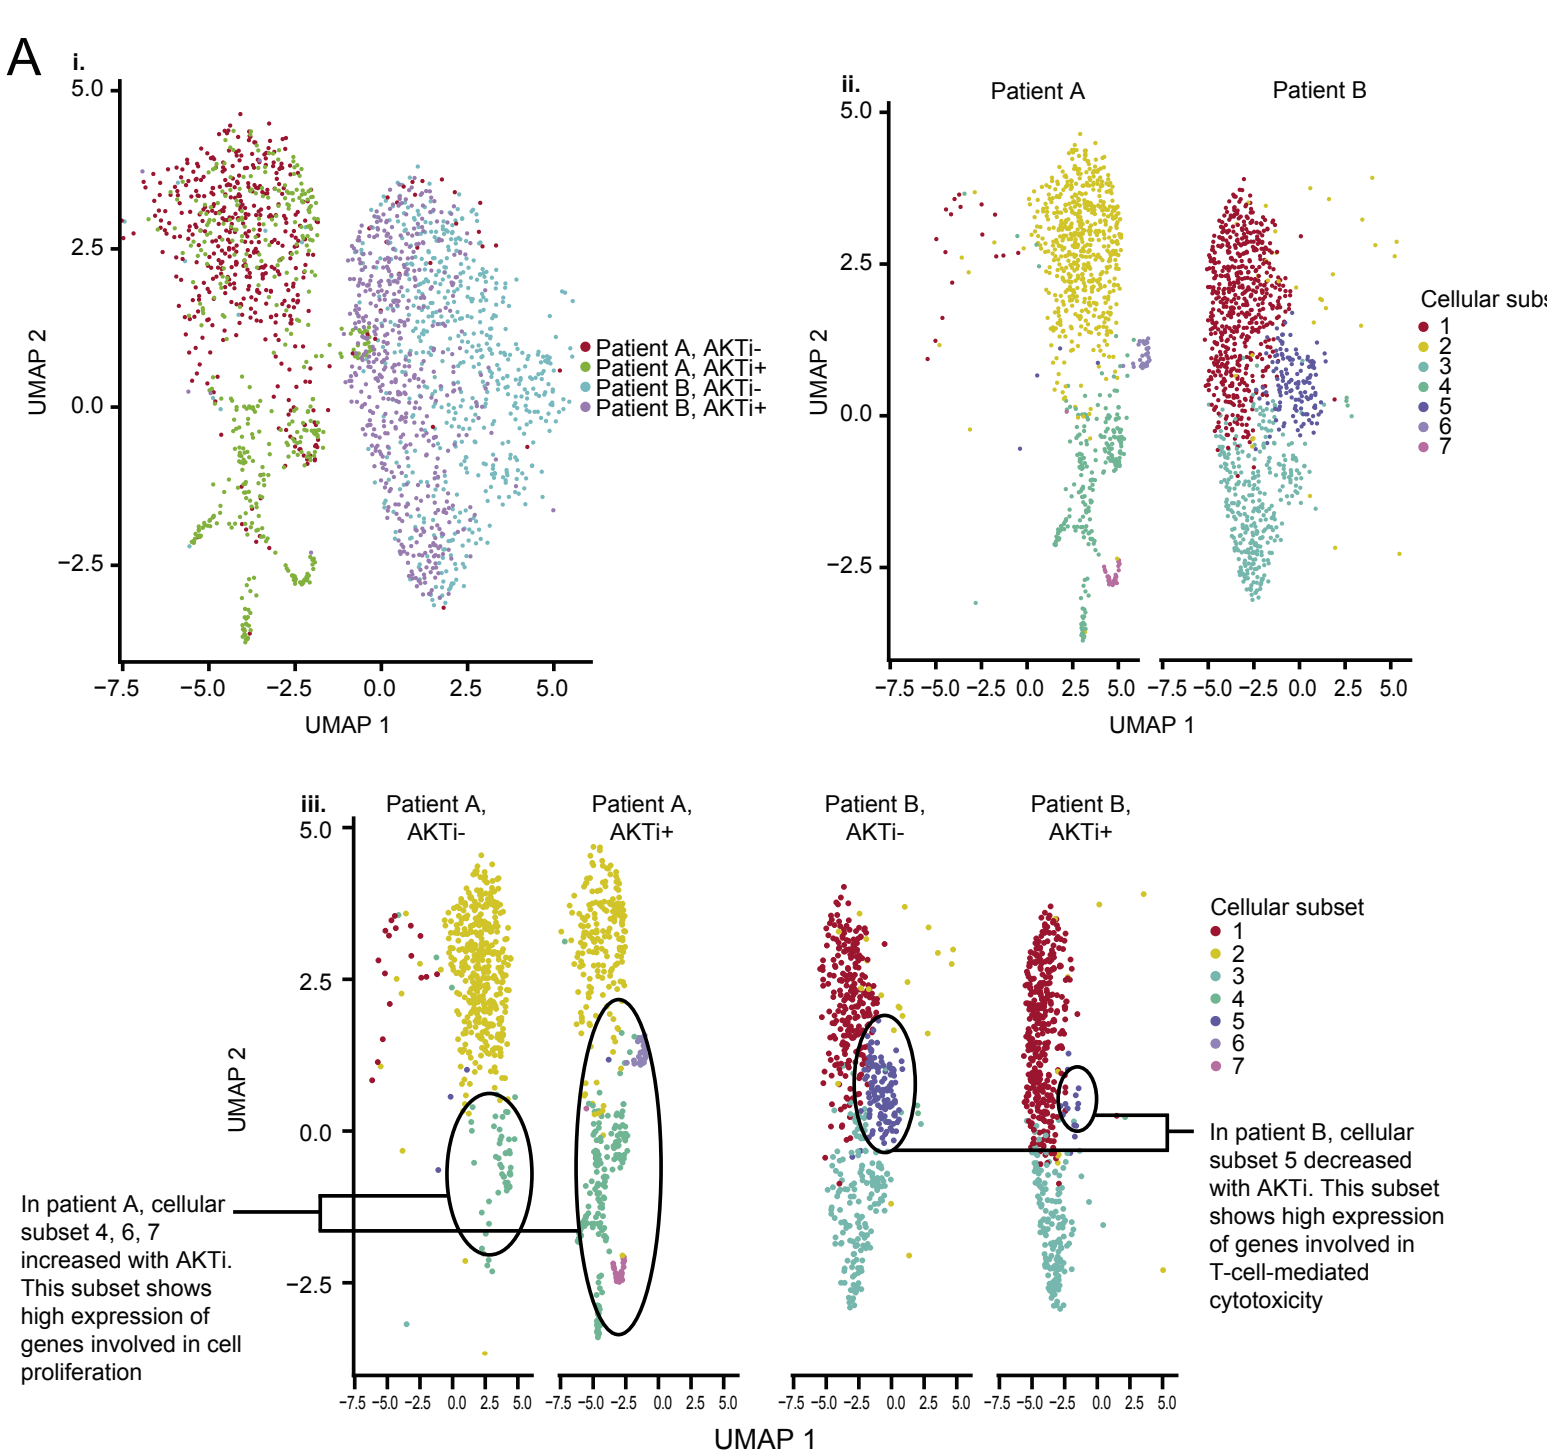 A
i.
5.0
2.5
0.0
−2.5
UMAP 2
−7.5 −5.0 −2.5 0.0 2.5 5.0
UMAP 1
Patient A, AKTi-
Patient A, AKTi+
Patient B, AKTi-
Patient B, AKTi+
ii.
Patient A
Patient B
5.0
2.5
0.0
−2.5
UMAP 2
−7.5 −5.0 −2.5 0.0 2.5 5.0 −7.5 −5.0 −2.5 0.0 2.5 5.0
UMAP 1
Cellular subs
1
2
3
4
5
6
7
iii.
Patient A,
AKTi-
Patient A,
AKTi+
Patient B,
AKTi-
Patient B,
AKTi+
5.0
2.5
0.0
−2.5
UMAP 2
−7.5 −5.0 −2.5 0.0 2.5 5.0 −7.5 −5.0 −2.5 0.0 2.5 5.0 −7.5 −5.0 −2.5 0.0 2.5 5.0 −7.5 −5.0 −2.5 0.0 2.5 5.0
UMAP 1
Cellular subset
1
2
3
4
5
6
7
In patient A, cellular
subset 4, 6, 7
increased with AKTi.
This subset shows
high expression of
genes involved in cell
proliferation
In patient B, cellular
subset 5 decreased
with AKTi. This subset
shows high expression
of genes involved in
T-cell-mediated
cytotoxicity